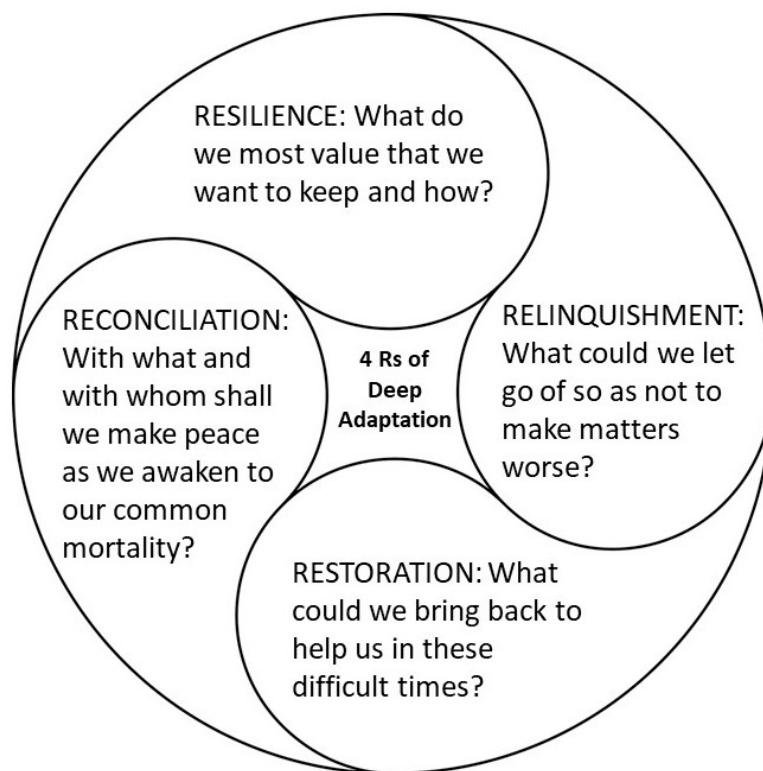 RESILIENCE: What do
we most value that we
want to keep and how?
RECONCILIATION:
With what and
with whom shall
we make peace
as we awaken to
our common
mortality?
4 Rs of
Deep
Adaptation
RELINQUISHMENT:
What could we let
go of so as not to
make matters
worse?
RESTORATION: What
could we bring back to
help us in these
difficult times?